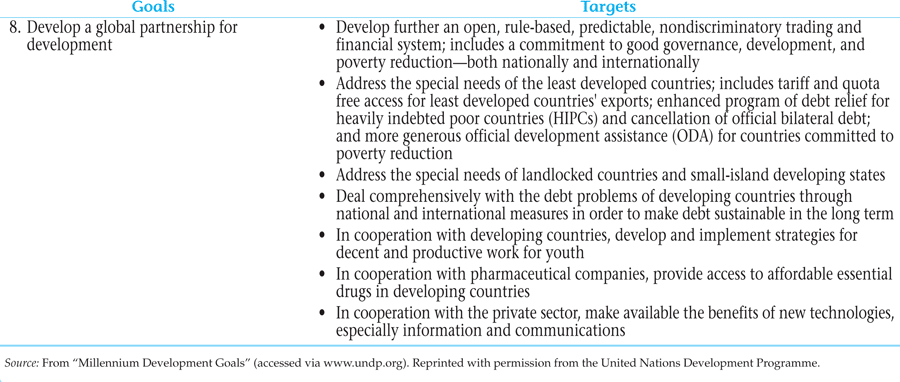 Goals
Targets
8. Develop a global partnership for
development
• Develop further an open, rule-based, predictable, nondiscriminatory trading and
financial system; includes a commitment to good governance, development, and
poverty reduction—both nationally and internationally
• Address the special needs of the least developed countries; includes tariff and quota
free access for least developed countries' exports; enhanced program of debt relief for
heavily indebted poor countries (HIPCs) and cancellation of official bilateral debt;
and more generous official development assistance (ODA) for countries committed to
poverty reduction
• Address the special needs of landlocked countries and small-island developing states
• Deal comprehensively with the debt problems of developing countries through
national and international measures in order to make debt sustainable in the long term
• In cooperation with developing countries, develop and implement strategies for
decent and productive work for youth
• In cooperation with pharmaceutical companies, provide access to affordable essential
drugs in developing countries
• In cooperation with the private sector, make available the benefits of new technologies,
especially information and communications
Source: From “Millennium Development Goals” (accessed via www.undp.org). Reprinted with permission from the United Nations Development Programme.